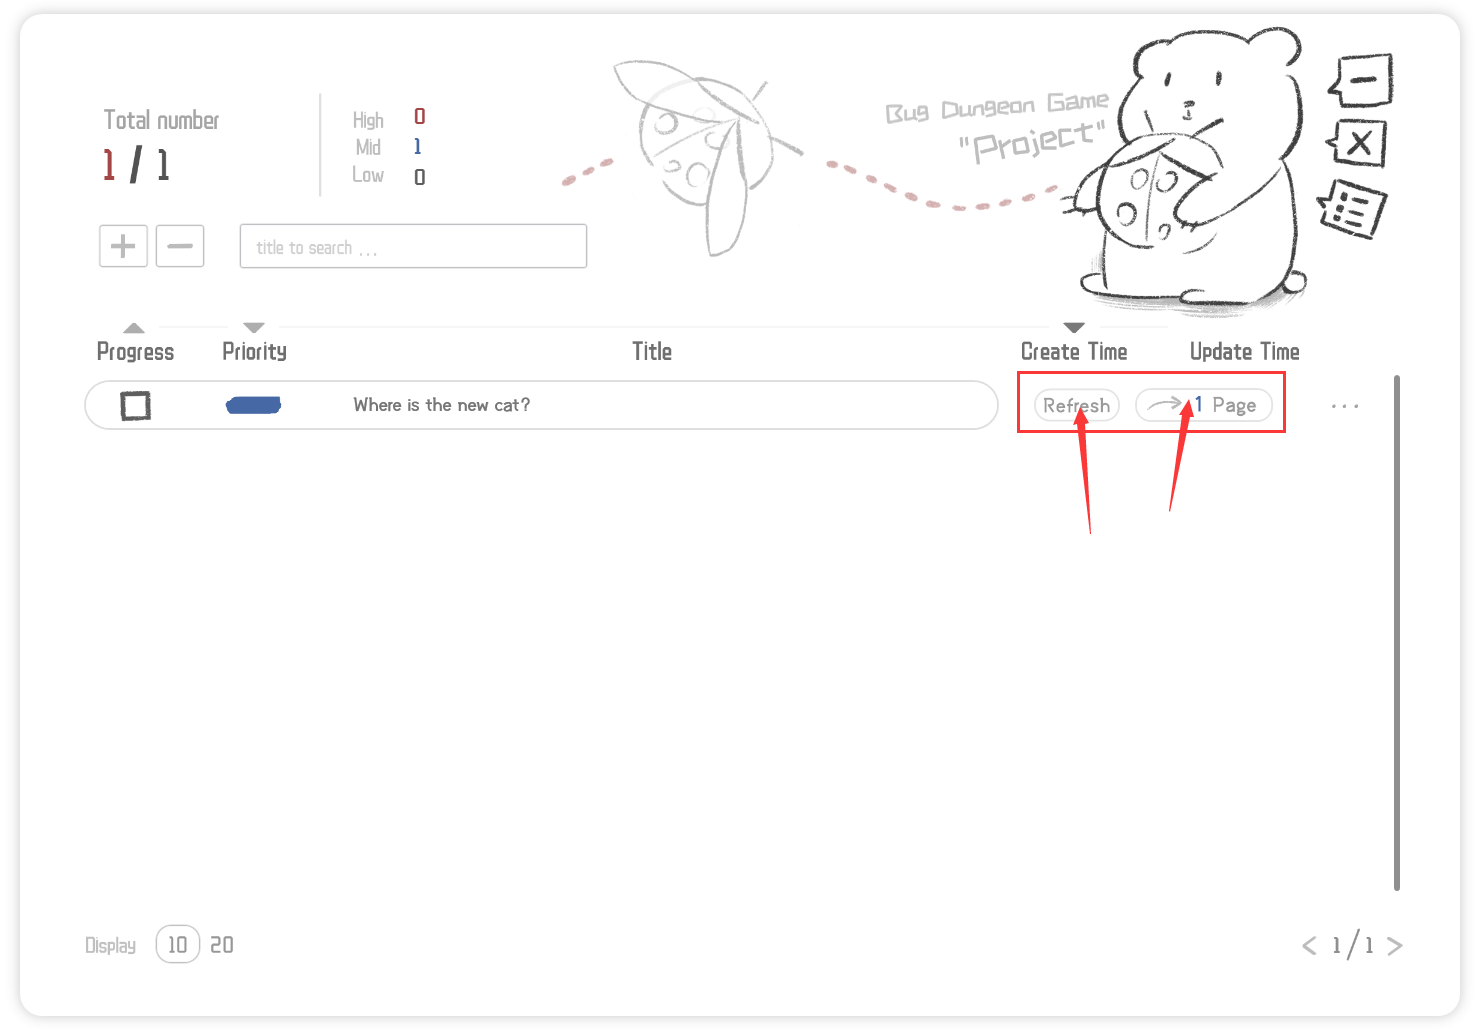 Total number
1 / 1
High 0
Mid 1
Low 0
Bug Dungeon Game
"Project"
title to search ...
Progress Priority Title Create Time Update Time
Where is the new cat? Refresh 1 Page ...
Display 10 20
< 1 / 1 >